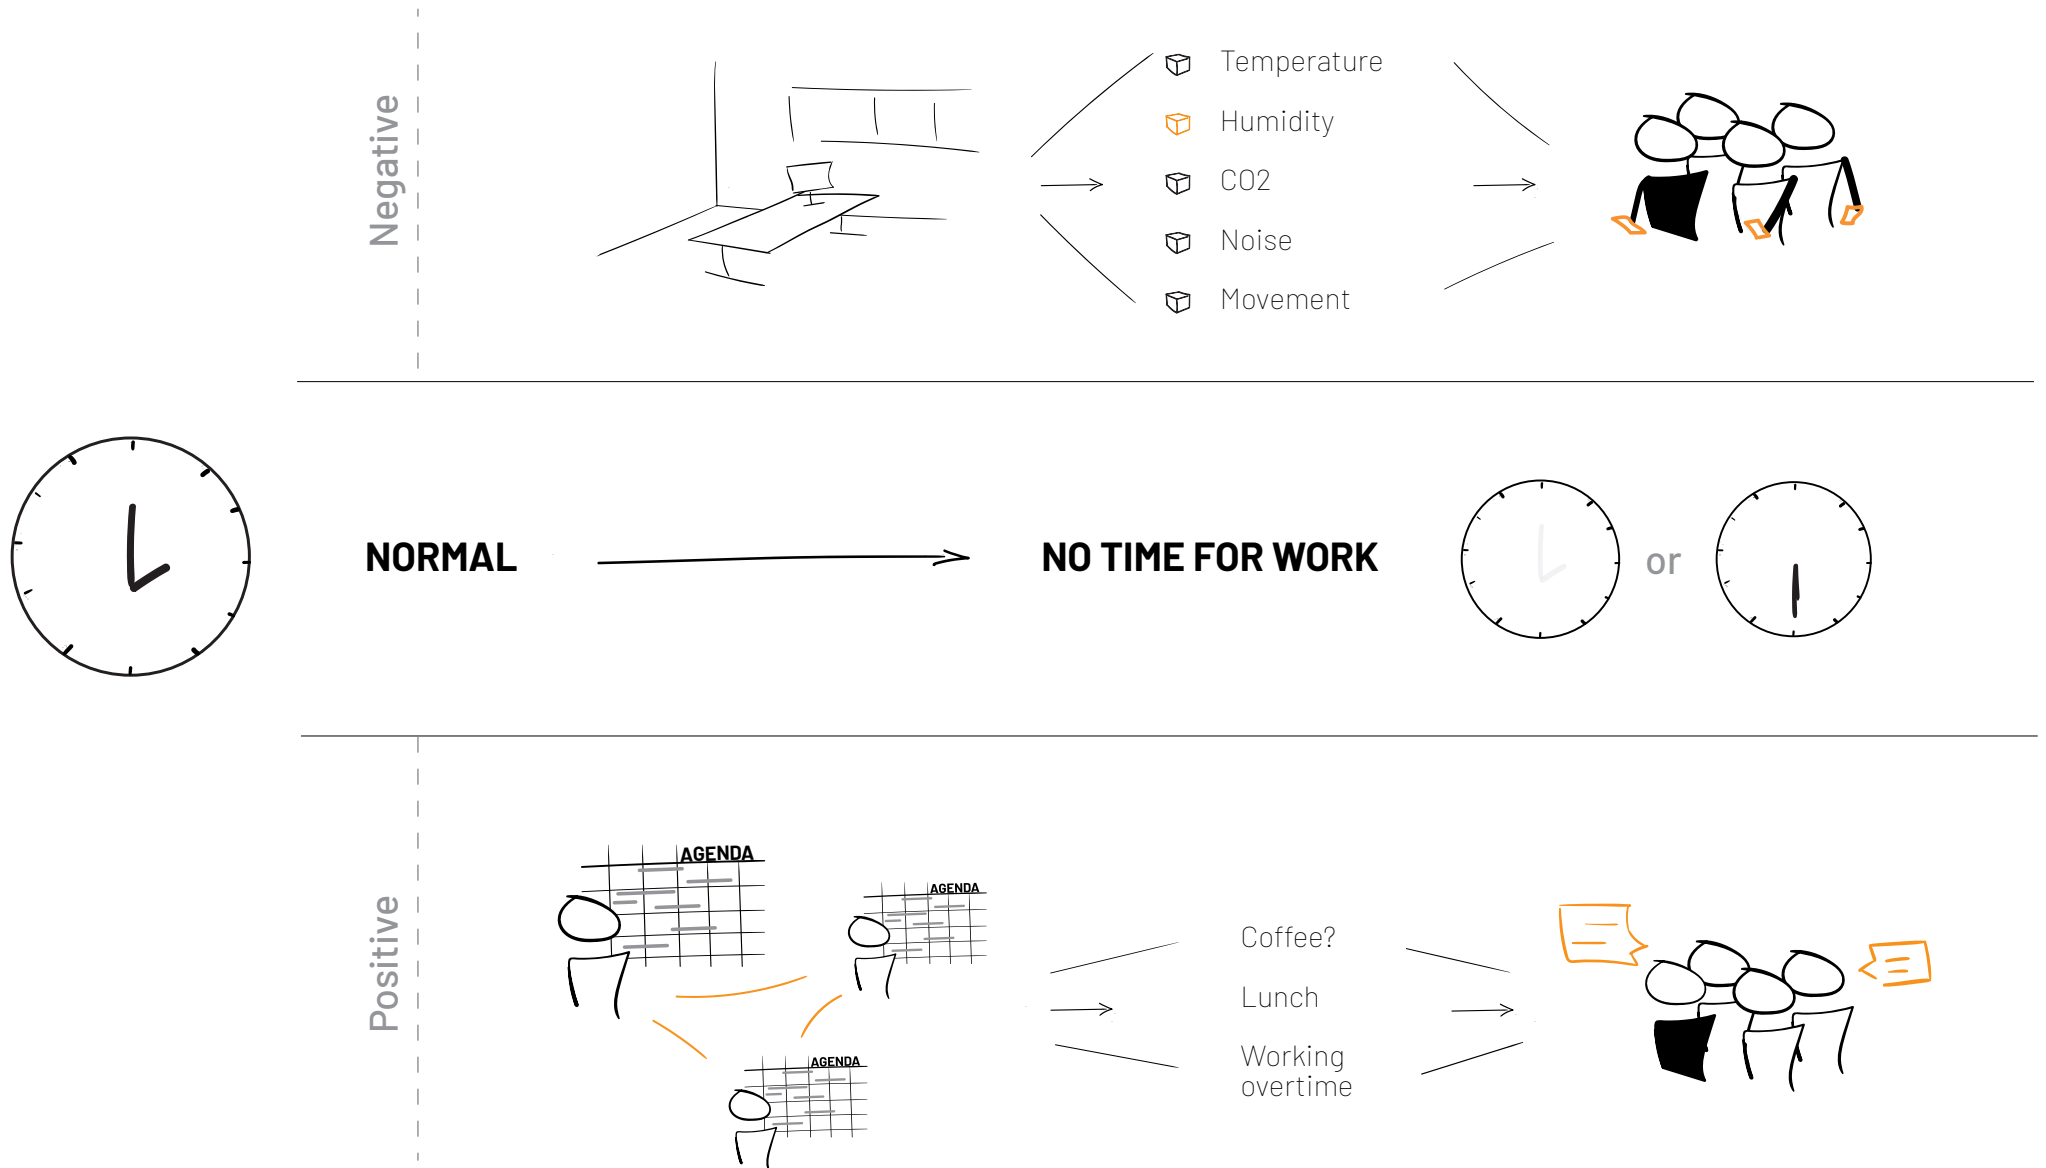 Negative
Temperature
Humidity
CO2
Noise
Movement
NORMAL
NO TIME FOR WORK
or
Positive
AGENDA
AGENDA
AGENDA
Coffee?
Lunch
Working
overtime